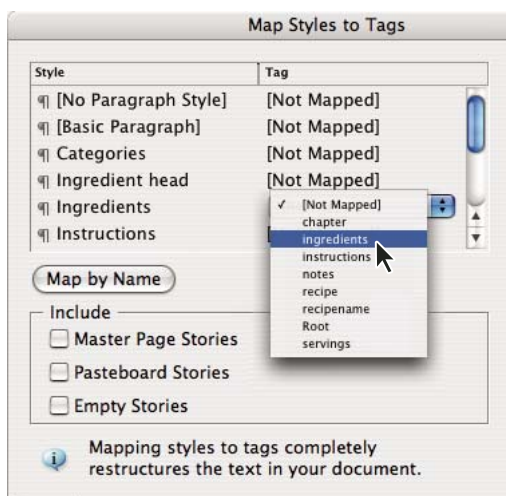 Map Styles to Tags
Style Tag
¶ [No Paragraph Style] [Not Mapped]
¶ [Basic Paragraph] [Not Mapped]
¶ Categories [Not Mapped]
¶ Ingredient head [Not Mapped]
¶ Ingredients
¶ Instructions
✓ [Not Mapped]
chapter
ingredients
instructions
notes
recipe
recipename
Root
servings
Map by Name
Include
Master Page Stories
Pasteboard Stories
Empty Stories
Mapping styles to tags completely
restructures the text in your document.